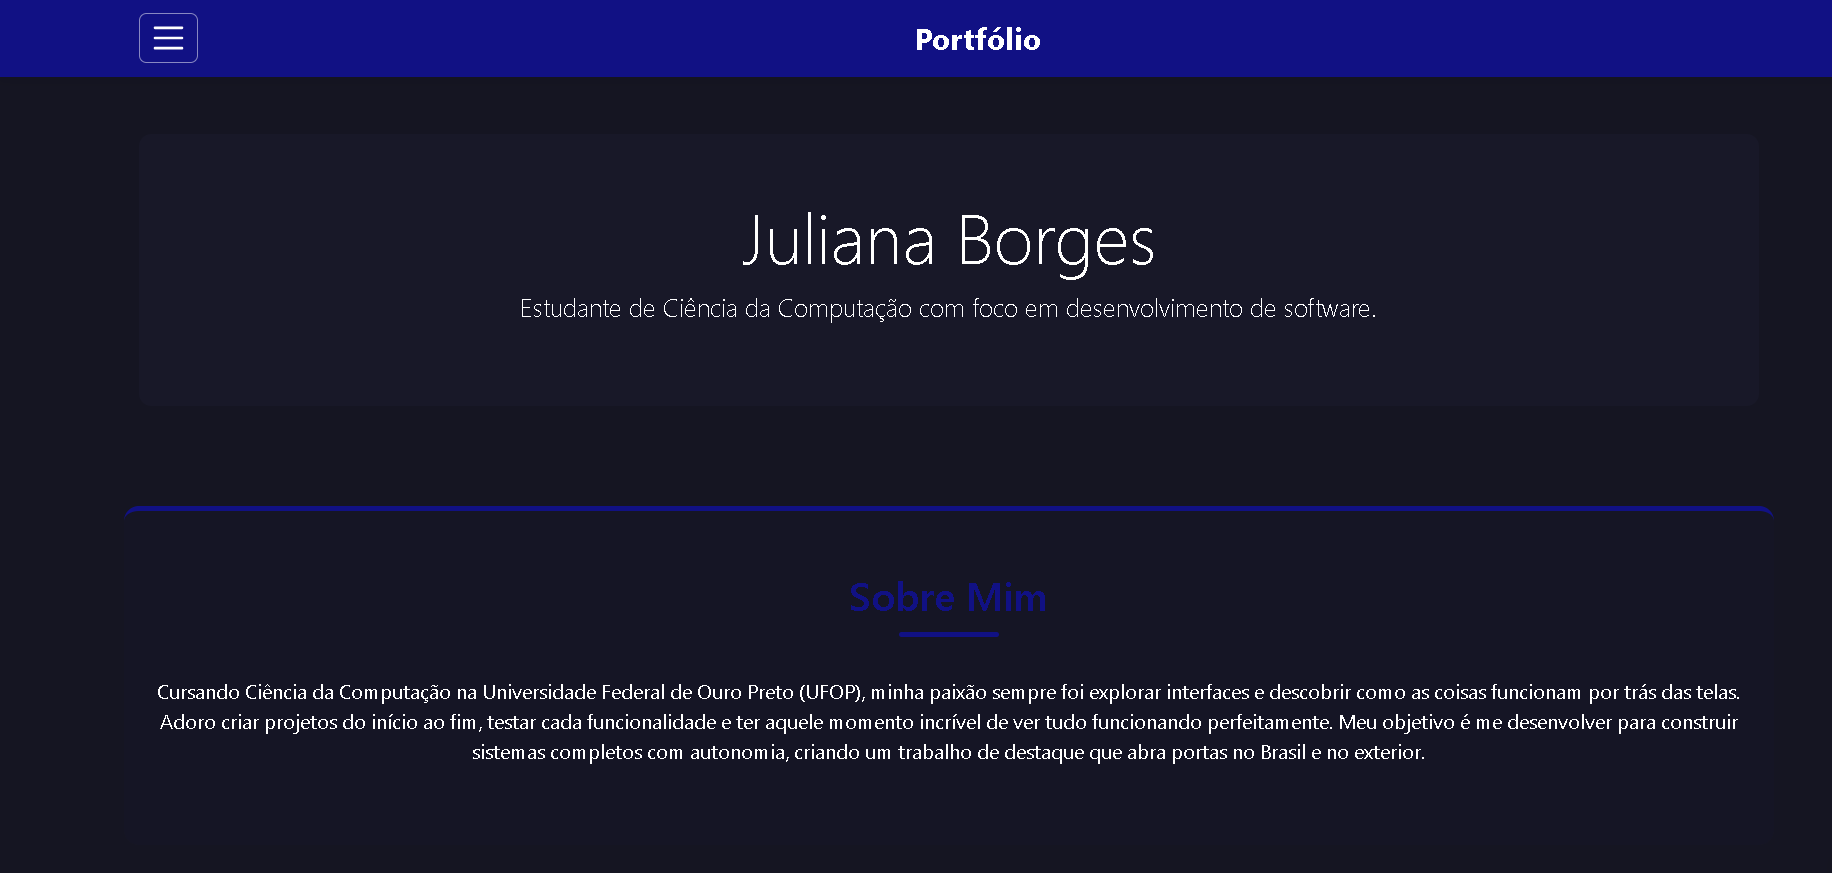 Portfólio
Juliana Borges
Estudante de Ciência da Computação com foco em desenvolvimento de software.
Sobre Mim
Cursando Ciência da Computação na Universidade Federal de Ouro Preto (UFOP), minha paixão sempre foi explorar interfaces e descobrir como as coisas funcionam por trás das telas.
Adoro criar projetos do início ao fim, testar cada funcionalidade e ter aquele momento incrível de ver tudo funcionando perfeitamente. Meu objetivo é me desenvolver para construir
sistemas completos com autonomia, criando um trabalho de destaque que abra portas no Brasil e no exterior.